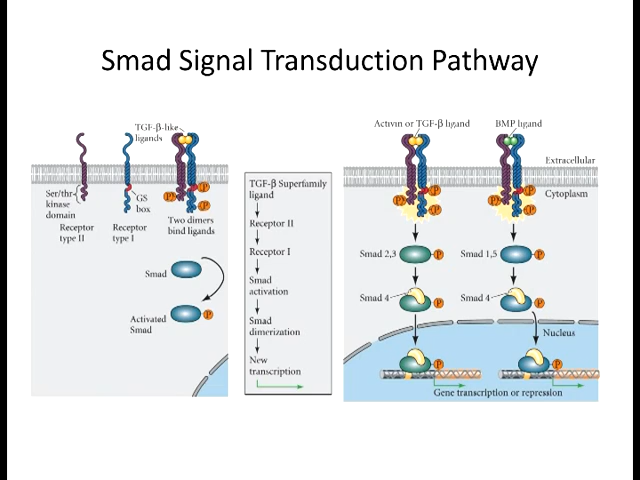 Smad Signal Transduction Pathway
TGF-β-like
ligands
Ser/thr-
kinase
domain
GS
box
Receptor
type II
Receptor
type I
Two dimers
bind ligands
P
P
P
Smad
Activated
Smad
P
TGF-β Superfamily
ligand
Receptor II
Receptor I
Smad
activation
Smad
dimerization
New
transcription
Activin or TGF-β ligand
BMP ligand
Extracellular
Cytoplasm
P
P
P
P
P
P
Smad 2,3
P
Smad 1,5
P
Smad 4
P
Smad 4
P
Nucleus
P
P
Gene transcription or repression